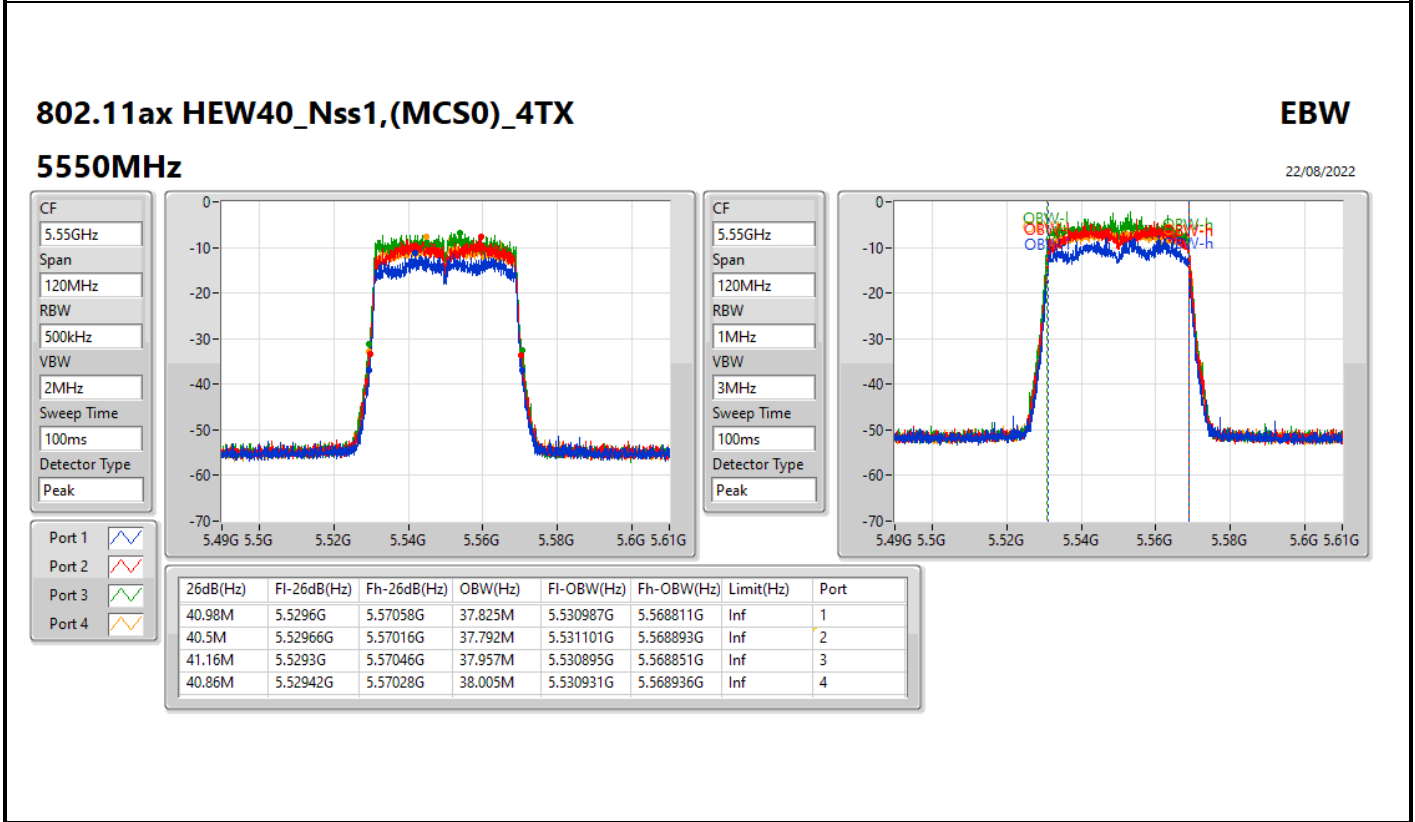 802.11ax HEW40_Nss1,(MCS0)_4TX
EBW
5550MHz
22/08/2022
CF
5.55GHz
Span
120MHz
RBW
500kHz
VBW
2MHz
Sweep Time
100ms
Detector Type
Peak
0
-10
-20
-30
-40
-50
-60
-70
5.49G 5.5G 5.52G 5.54G 5.56G 5.58G 5.6G 5.61G
CF
5.55GHz
Span
120MHz
RBW
1MHz
VBW
3MHz
Sweep Time
100ms
Detector Type
Peak
0
-10
-20
-30
-40
-50
-60
-70
OBW-l
OBW-h
OBW-h
5.49G 5.5G 5.52G 5.54G 5.56G 5.58G 5.6G 5.61G
Port 1
Port 2
Port 3
Port 4
26dB(Hz) Fl-26dB(Hz) Fh-26dB(Hz) OBW(Hz) Fl-OBW(Hz) Fh-OBW(Hz) Limit(Hz) Port
40.98M 5.5296G 5.57058G 37.825M 5.530987G 5.568811G Inf 1
40.5M 5.52966G 5.57016G 37.792M 5.531101G 5.568893G Inf 2
41.16M 5.5293G 5.57046G 37.957M 5.530895G 5.568851G Inf 3
40.86M 5.52942G 5.57028G 38.005M 5.530931G 5.568936G Inf 4